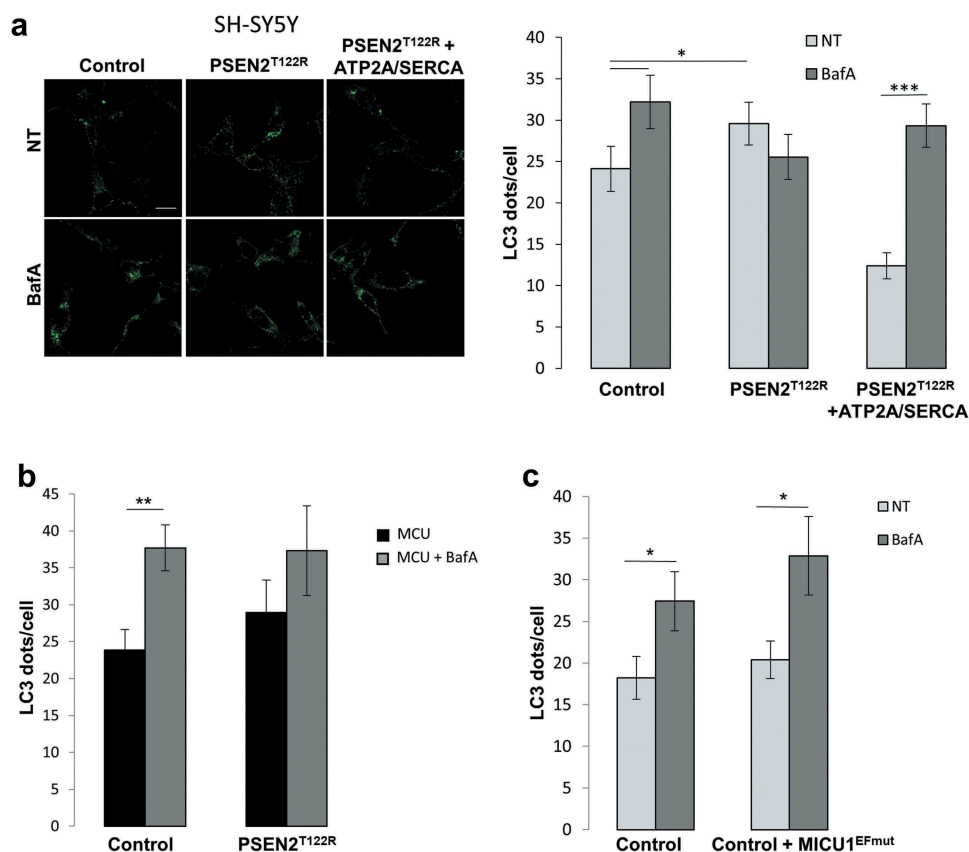 a
SH-SY5Y
Control
PSEN2ᵀ¹²²ᴿ
PSEN2ᵀ¹²²ᴿ +
ATP2A/SERCA
NT
BafA
LC3 dots/cell
40
35
30
25
20
15
10
5
0
*
***
NT
BafA
Control
PSEN2ᵀ¹²²ᴿ
PSEN2ᵀ¹²²ᴿ
+ATP2A/SERCA
b
LC3 dots/cell
45
40
35
30
25
20
15
10
5
0
**
MCU
MCU + BafA
Control
PSEN2ᵀ¹²²ᴿ
c
LC3 dots/cell
40
35
30
25
20
15
10
5
0
*
*
NT
BafA
Control
Control + MICU1ᴱᶠᵐᵘᵗ